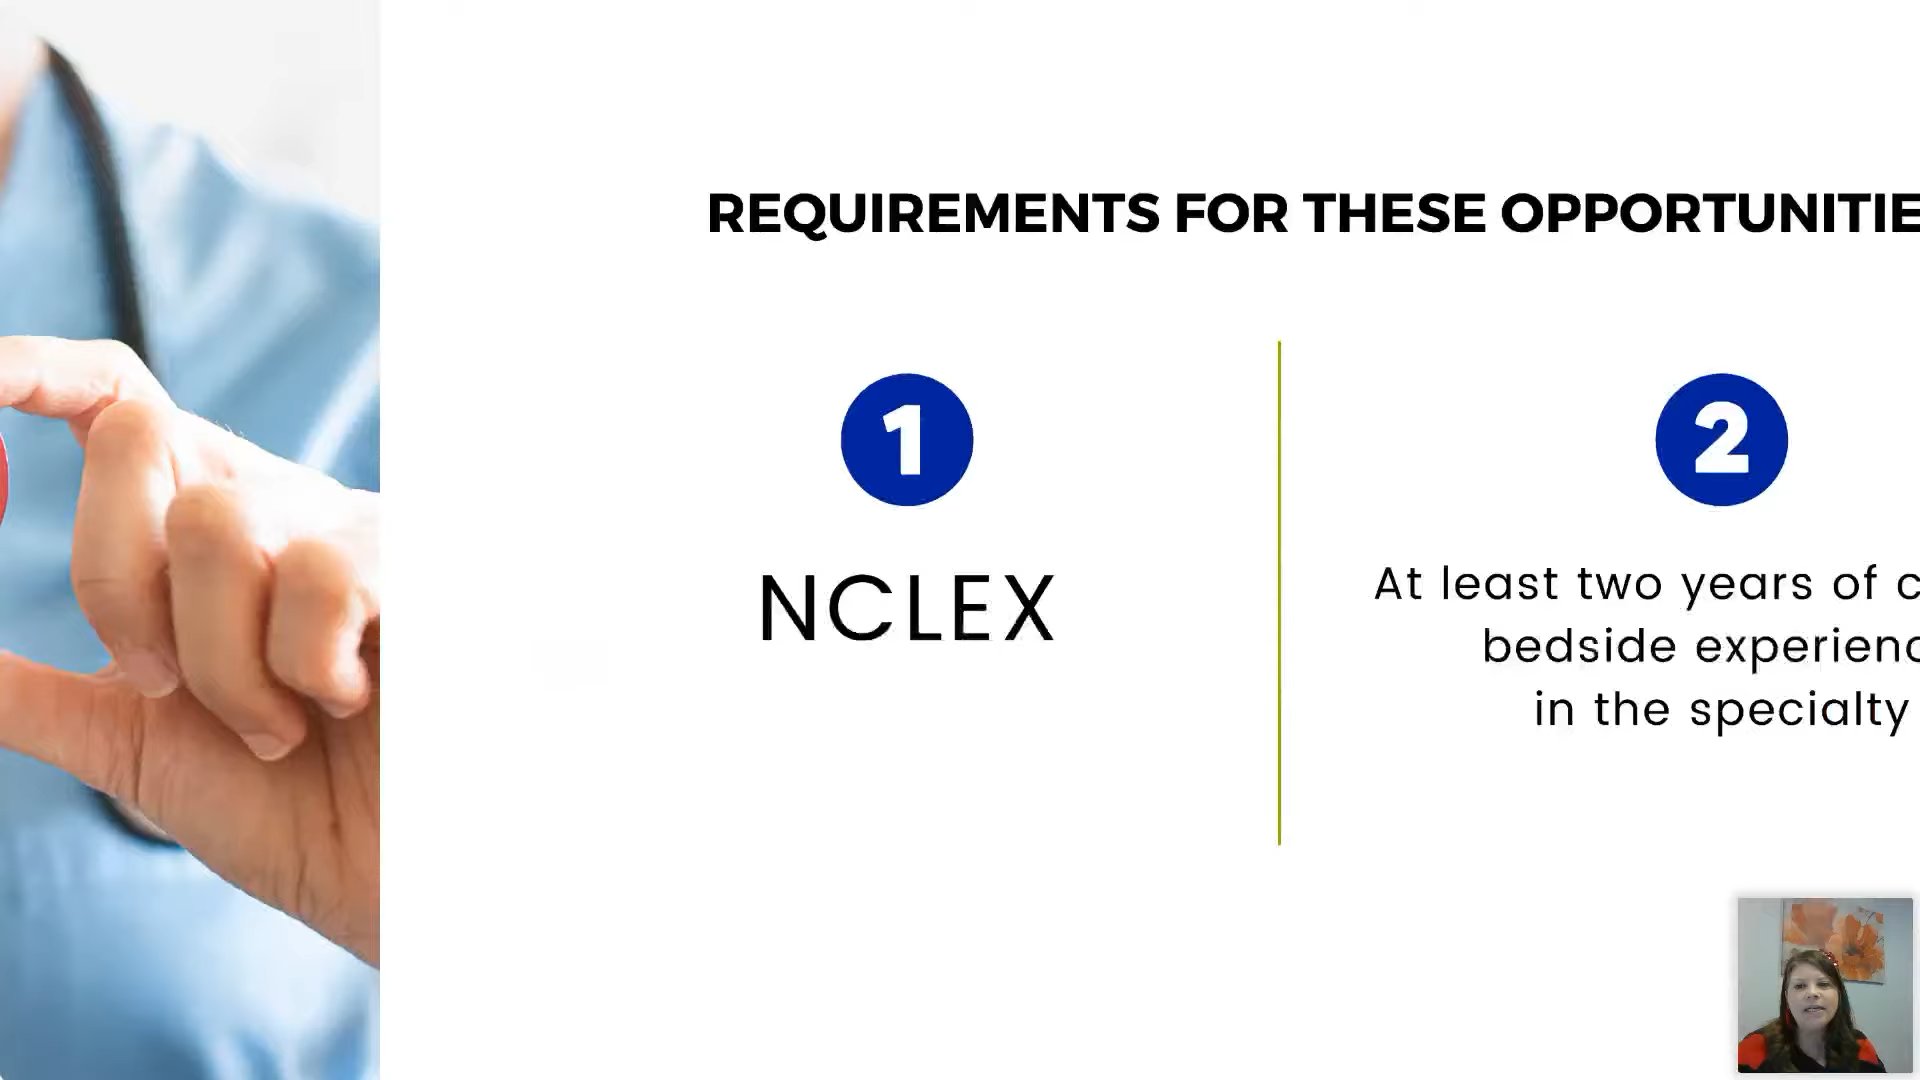 REQUIREMENTS FOR THESE OPPORTUNITIE
1
NCLEX
2
At least two years of c
bedside experienc
in the specialty